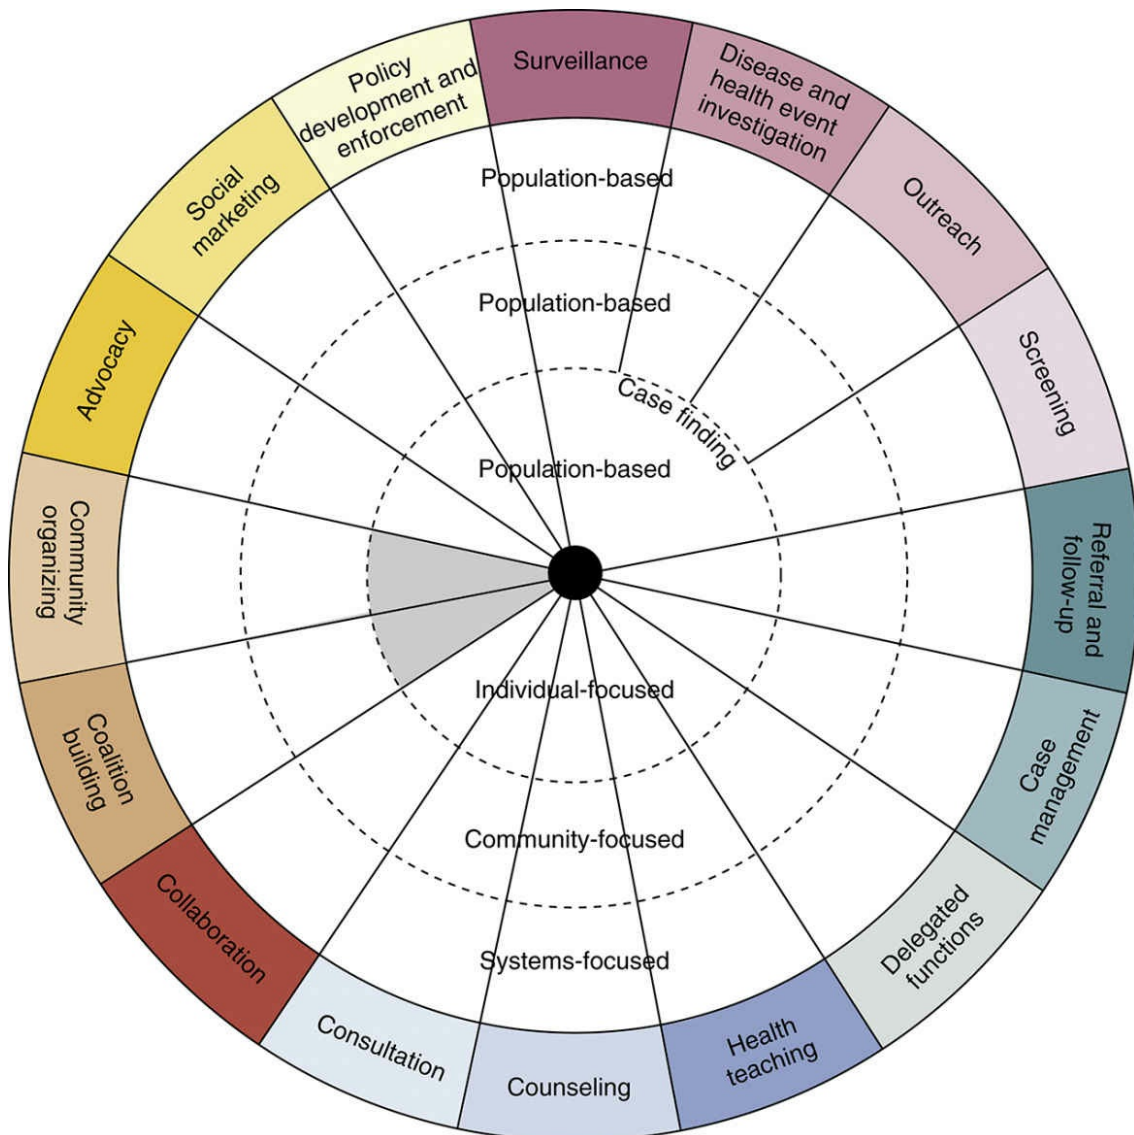 Surveillance
Disease and
health event
investigation
Outreach
Screening
Referral and
follow-up
Case
management
Delegated
functions
Health
teaching
Counseling
Consultation
Collaboration
Coalition
building
Community
organizing
Advocacy
Social
marketing
Policy
development and
enforcement
Population-based
Population-based
Case finding
Population-based
Individual-focused
Community-focused
Systems-focused